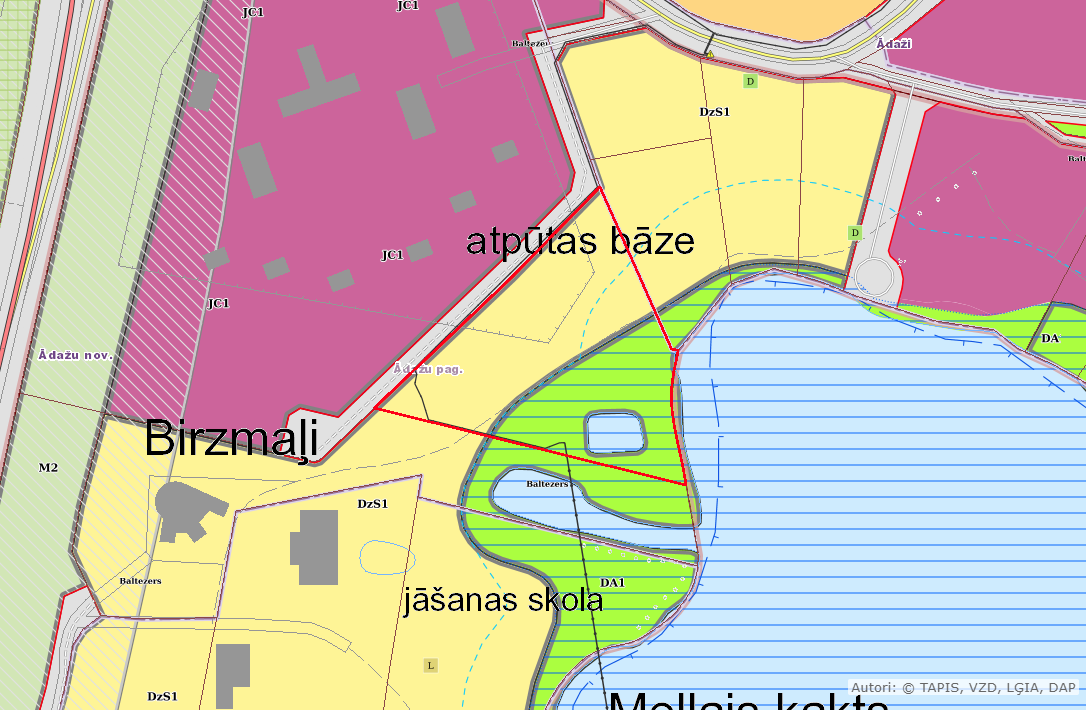 JC1
JC1
Baltezers
Ādaži
D
DzS1
D
atpūtas bāze
JC1
JC1
DA
Ādažu nov.
Ādažu pag.
Birzmaļi
M2
Baltezers
DzS1
Baltezers
DA1
jāšanas skola
L
DzS1
Autori: © TAPIS, VZD, LĢIA, DAP